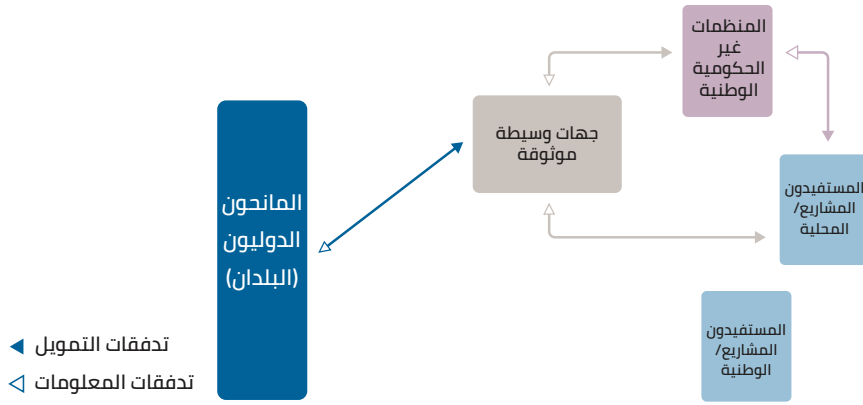 المنظمات
غير
الحكومية
الوطنية
جهات وسيطة
موثوقة
المانحون
الدوليون
(البلدان)
المستفيدون
المشاريع/
المحلية
المستفيدون
المشاريع/
الوطنية
تدفقات التمويل
تدفقات المعلومات